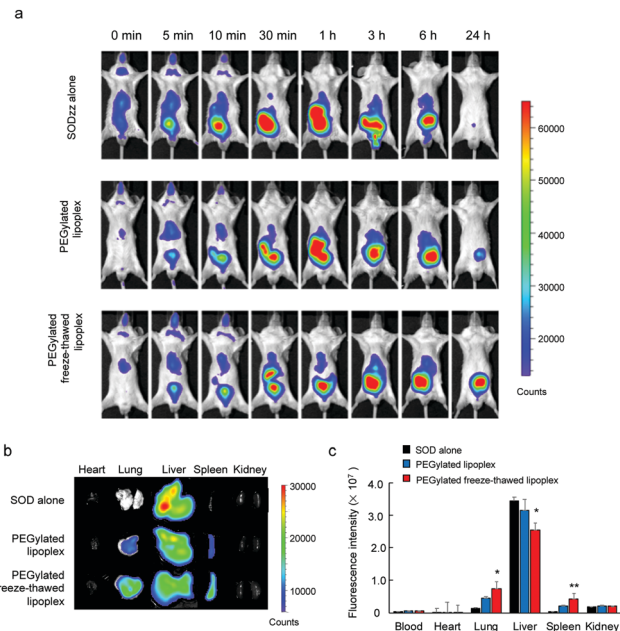 a
0 min 5 min 10 min 30 min 1 h 3 h 6 h 24 h
SODzz alone
PEGylated
lipoplex
PEGylated
freeze-thawed
lipoplex
60000
50000
40000
30000
20000
Counts
b
Heart Lung Liver Spleen Kidney
SOD alone
PEGylated
lipoplex
PEGylated
freeze-thawed
lipoplex
30000
20000
10000
Counts
c
SOD alone
PEGylated lipoplex
PEGylated freeze-thawed lipoplex
Fluorescence intensity (× 10⁷)
4.0
3.0
2.0
1.0
0
* * **
Blood Heart Lung Liver Spleen Kidney